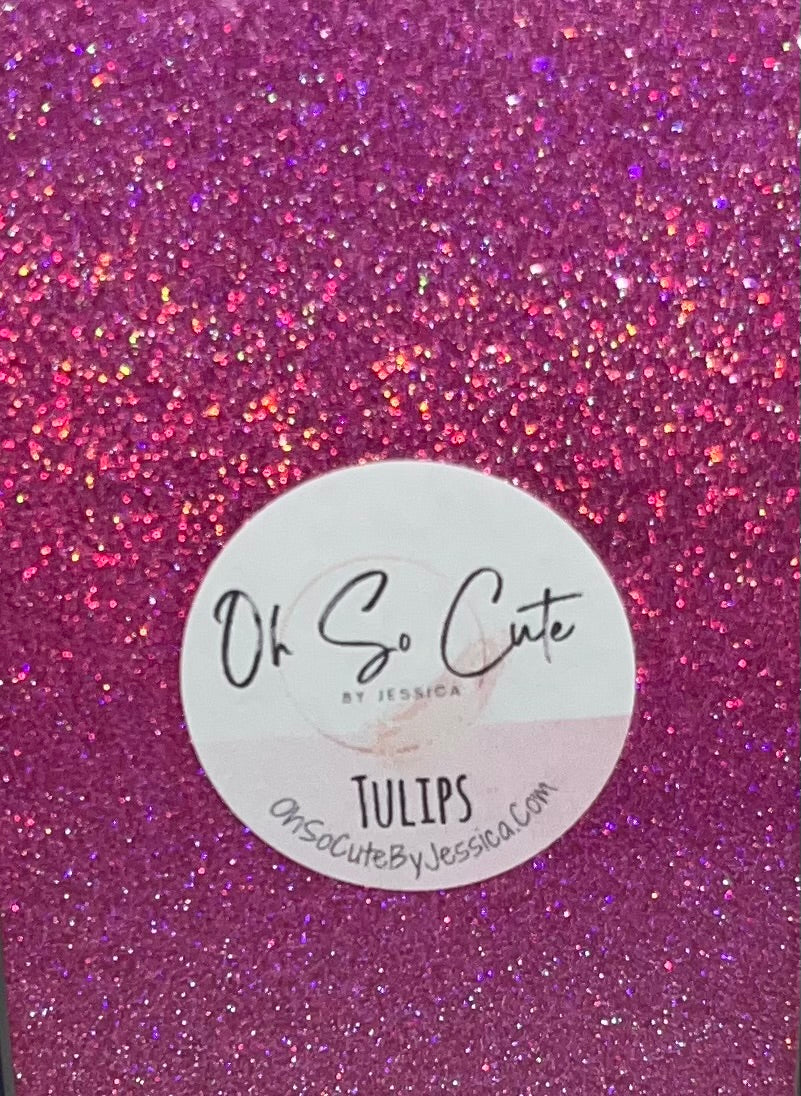 Oh So Cute
BY JESSICA
TULIPS
OhSoCuteByJessica.Com